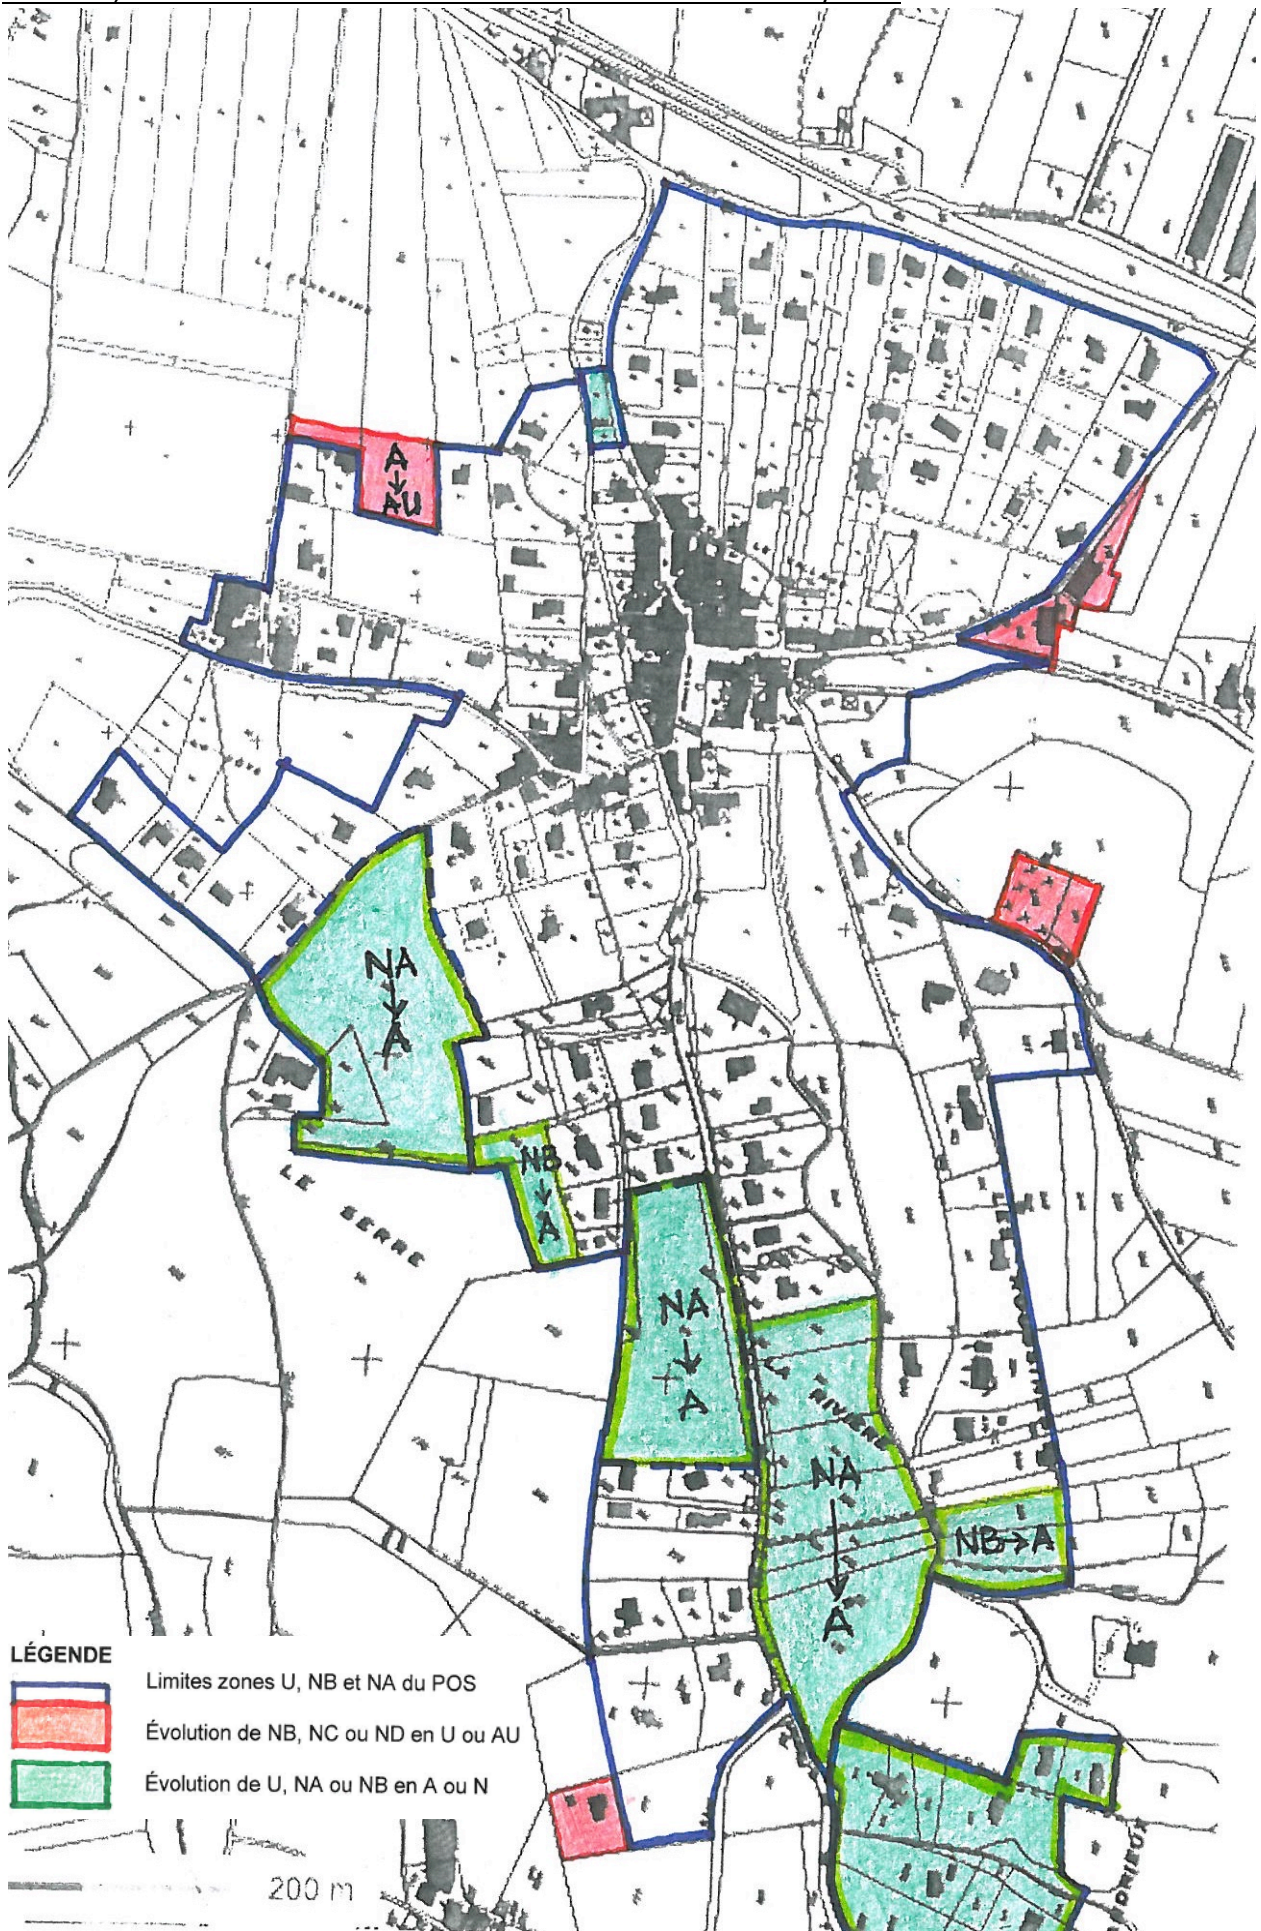 A
↓
AU
NA
↓
A
LE SERRE
NB
↓
A
NA
↓
A
RIVIERE
NA
↓
A
NB→A
LÉGENDE
Limites zones U, NB et NA du POS
Évolution de NB, NC ou ND en U ou AU
Évolution de U, NA ou NB en A ou N
200 m